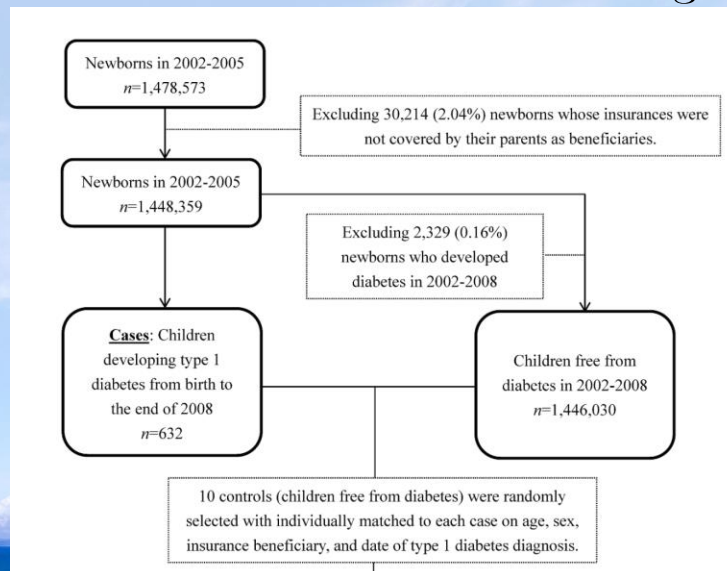 Newborns in 2002-2005
n=1,478,573
Excluding 30,214 (2.04%) newborns whose insurances were
not covered by their parents as beneficiaries.
Newborns in 2002-2005
n=1,448,359
Excluding 2,329 (0.16%)
newborns who developed
diabetes in 2002-2008
Cases: Children
developing type 1
diabetes from birth to
the end of 2008
n=632
Children free from
diabetes in 2002-2008
n=1,446,030
10 controls (children free from diabetes) were randomly
selected with individually matched to each case on age, sex,
insurance beneficiary, and date of type 1 diabetes diagnosis.